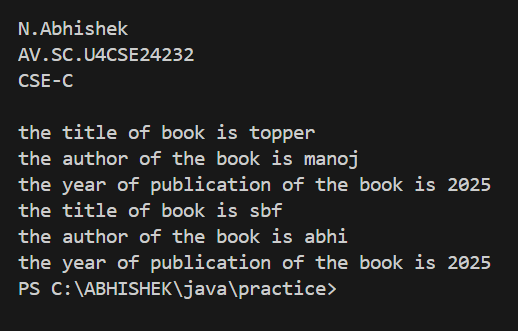 N.Abhishek
AV.SC.U4CSE24232
CSE-C
the title of book is topper
the author of the book is manoj
the year of publication of the book is 2025
the title of book is sbf
the author of the book is abhi
the year of publication of the book is 2025
PS C:\ABHISHEK\java\practice>